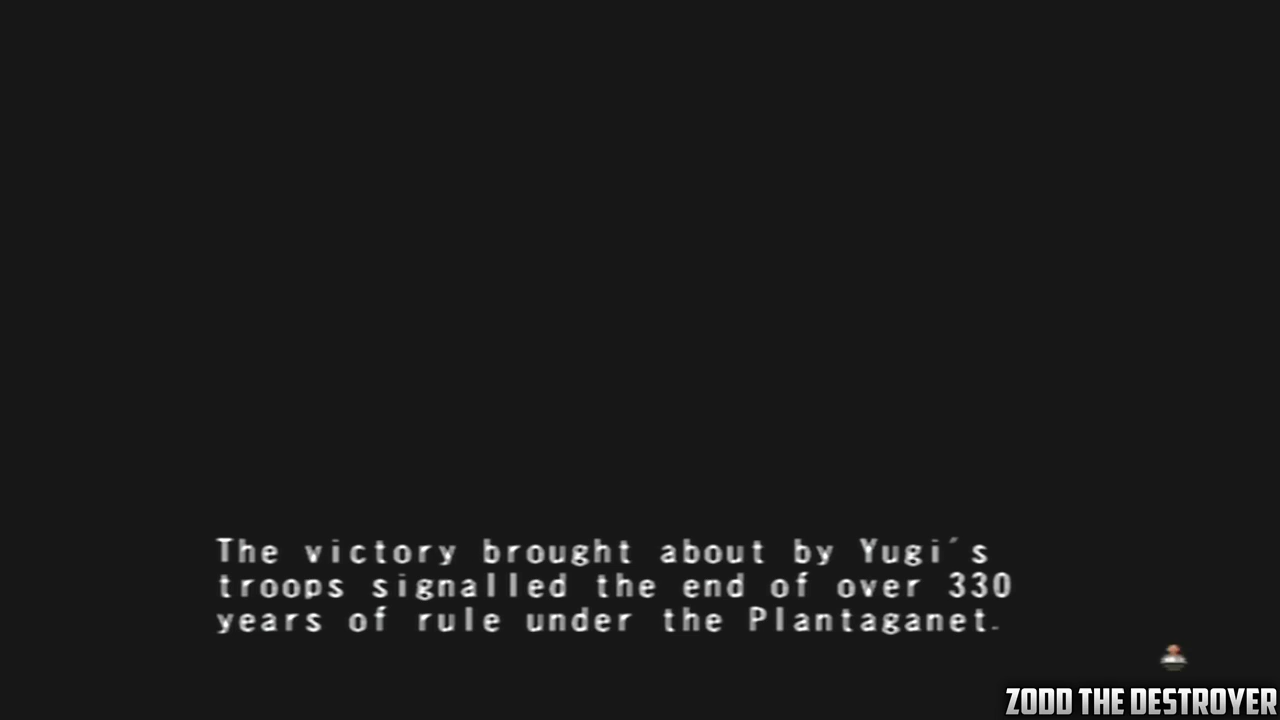 The victory brought about by Yugi´s
troops signalled the end of over 330
years of rule under the Plantaganet.
ZODD THE DESTROYER